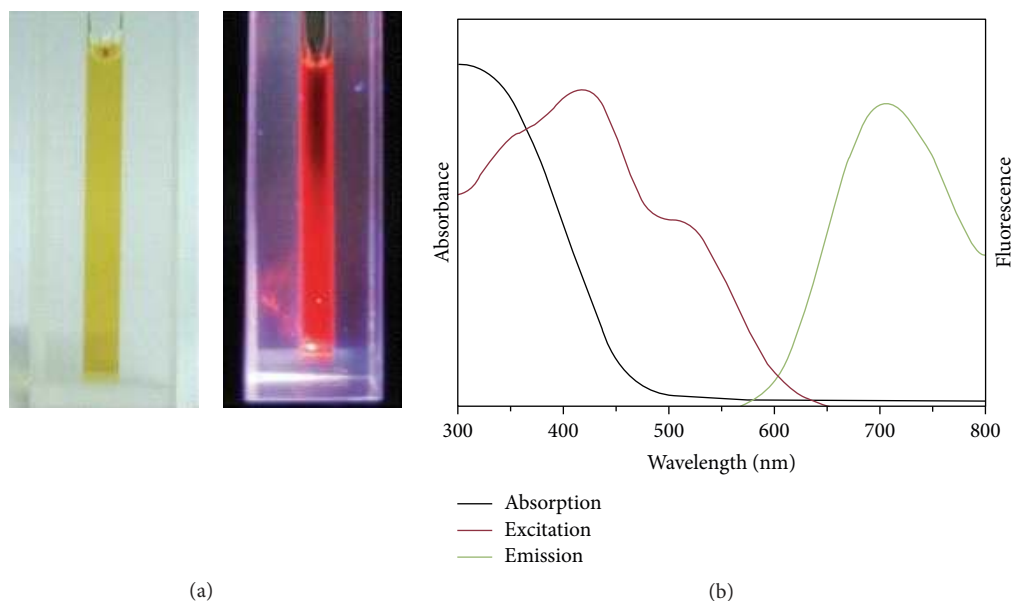 Absorbance
Fluorescence
300 400 500 600 700 800
Wavelength (nm)
Absorption
Excitation
Emission
(a) (b)